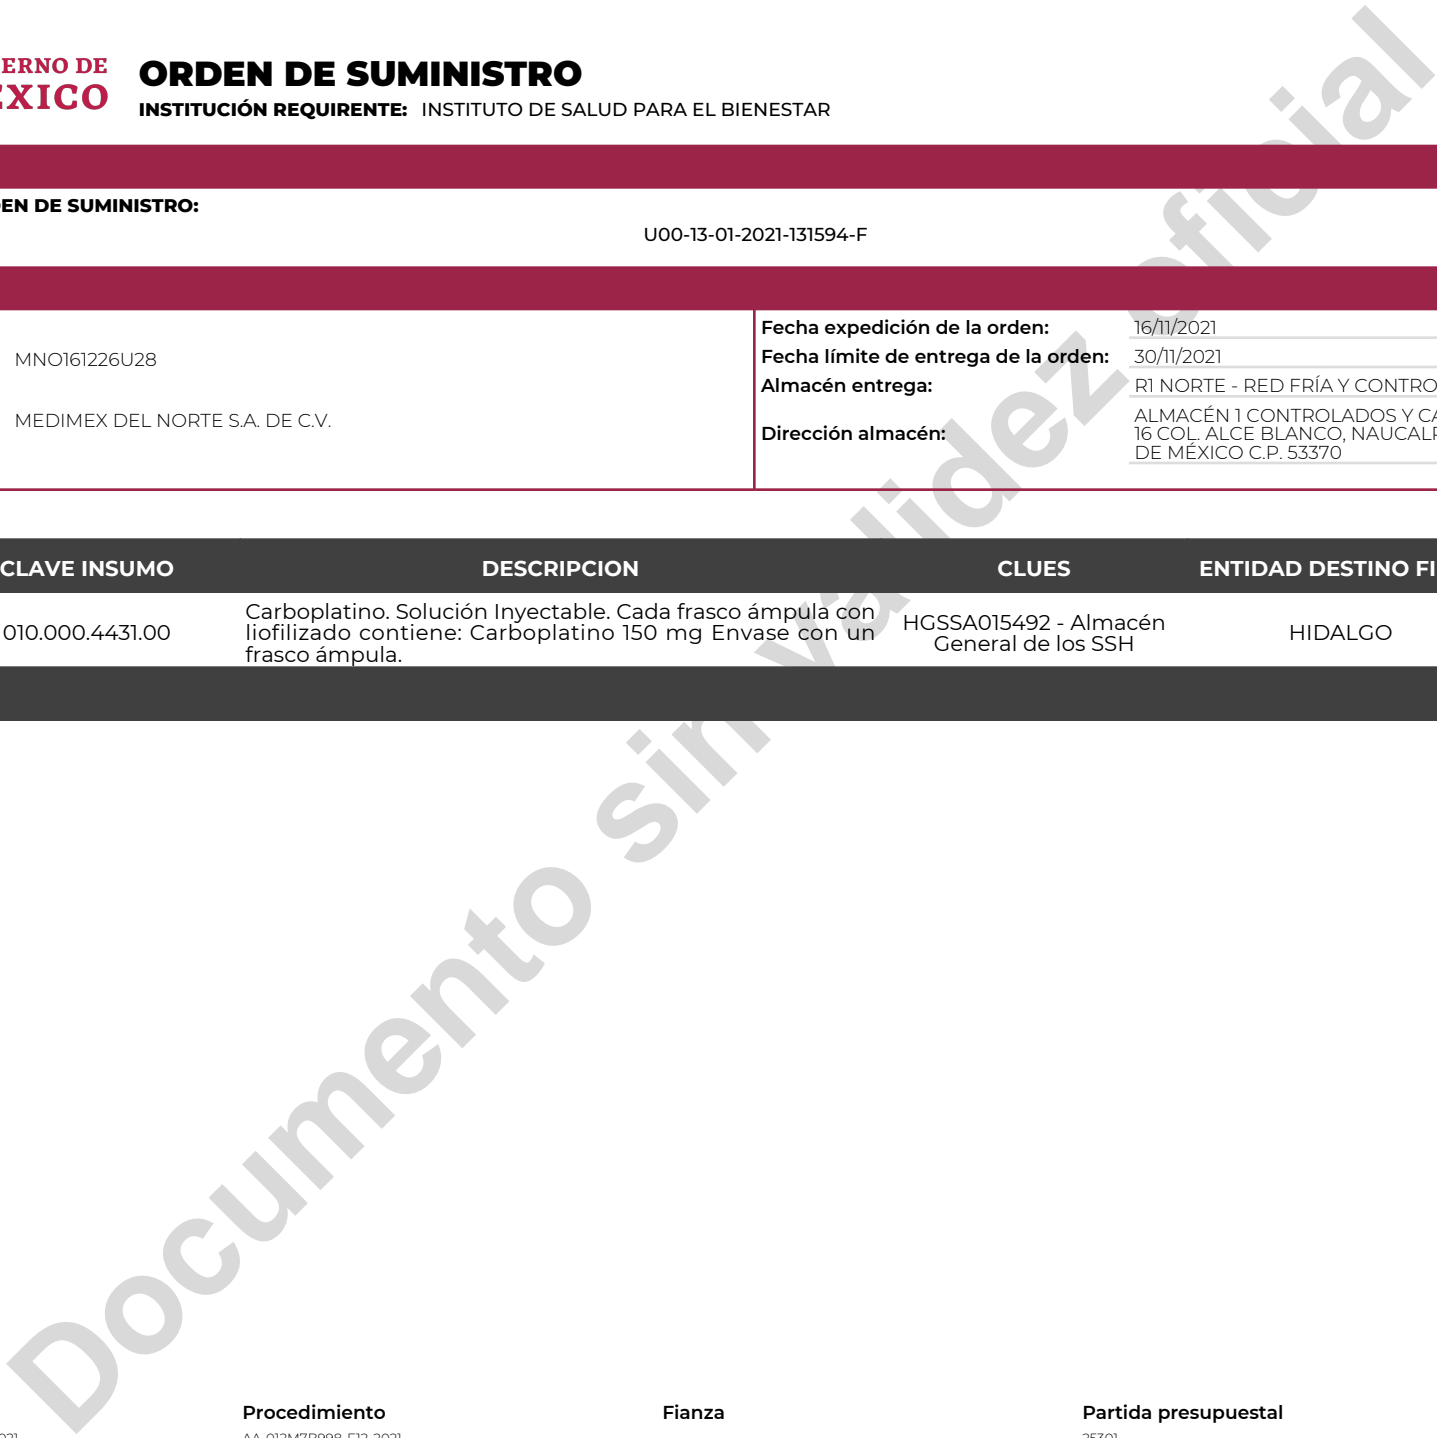 ERNO DE
ORDEN DE SUMINISTRO
INSTITUCIÓN REQUIRENTE: INSTITUTO DE SALUD PARA EL BIENESTAR
EN DE SUMINISTRO:
U00-13-01-2021-131594-F
MNO161226U28
MEDIMEX DEL NORTE S.A. DE C.V.
Fecha expedición de la orden: 16/11/2021
Fecha límite de entrega de la orden: 30/11/2021
Almacén entrega: R1 NORTE - RED FRÍA Y CONTRO
Dirección almacén: ALMACÉN 1 CONTROLADOS Y CA
16 COL. ALCE BLANCO, NAUCALP
DE MÉXICO C.P. 53370
CLAVE INSUMO DESCRIPCION CLUES ENTIDAD DESTINO FI
010.000.4431.00
Carboplatino. Solución Inyectable. Cada frasco ámpula con
liofilizado contiene: Carboplatino 150 mg Envase con un
frasco ámpula.
HGSSA015492 - Almacén
General de los SSH
HIDALGO
Documento sin validez oficial
Procedimiento Fianza Partida presupuestal